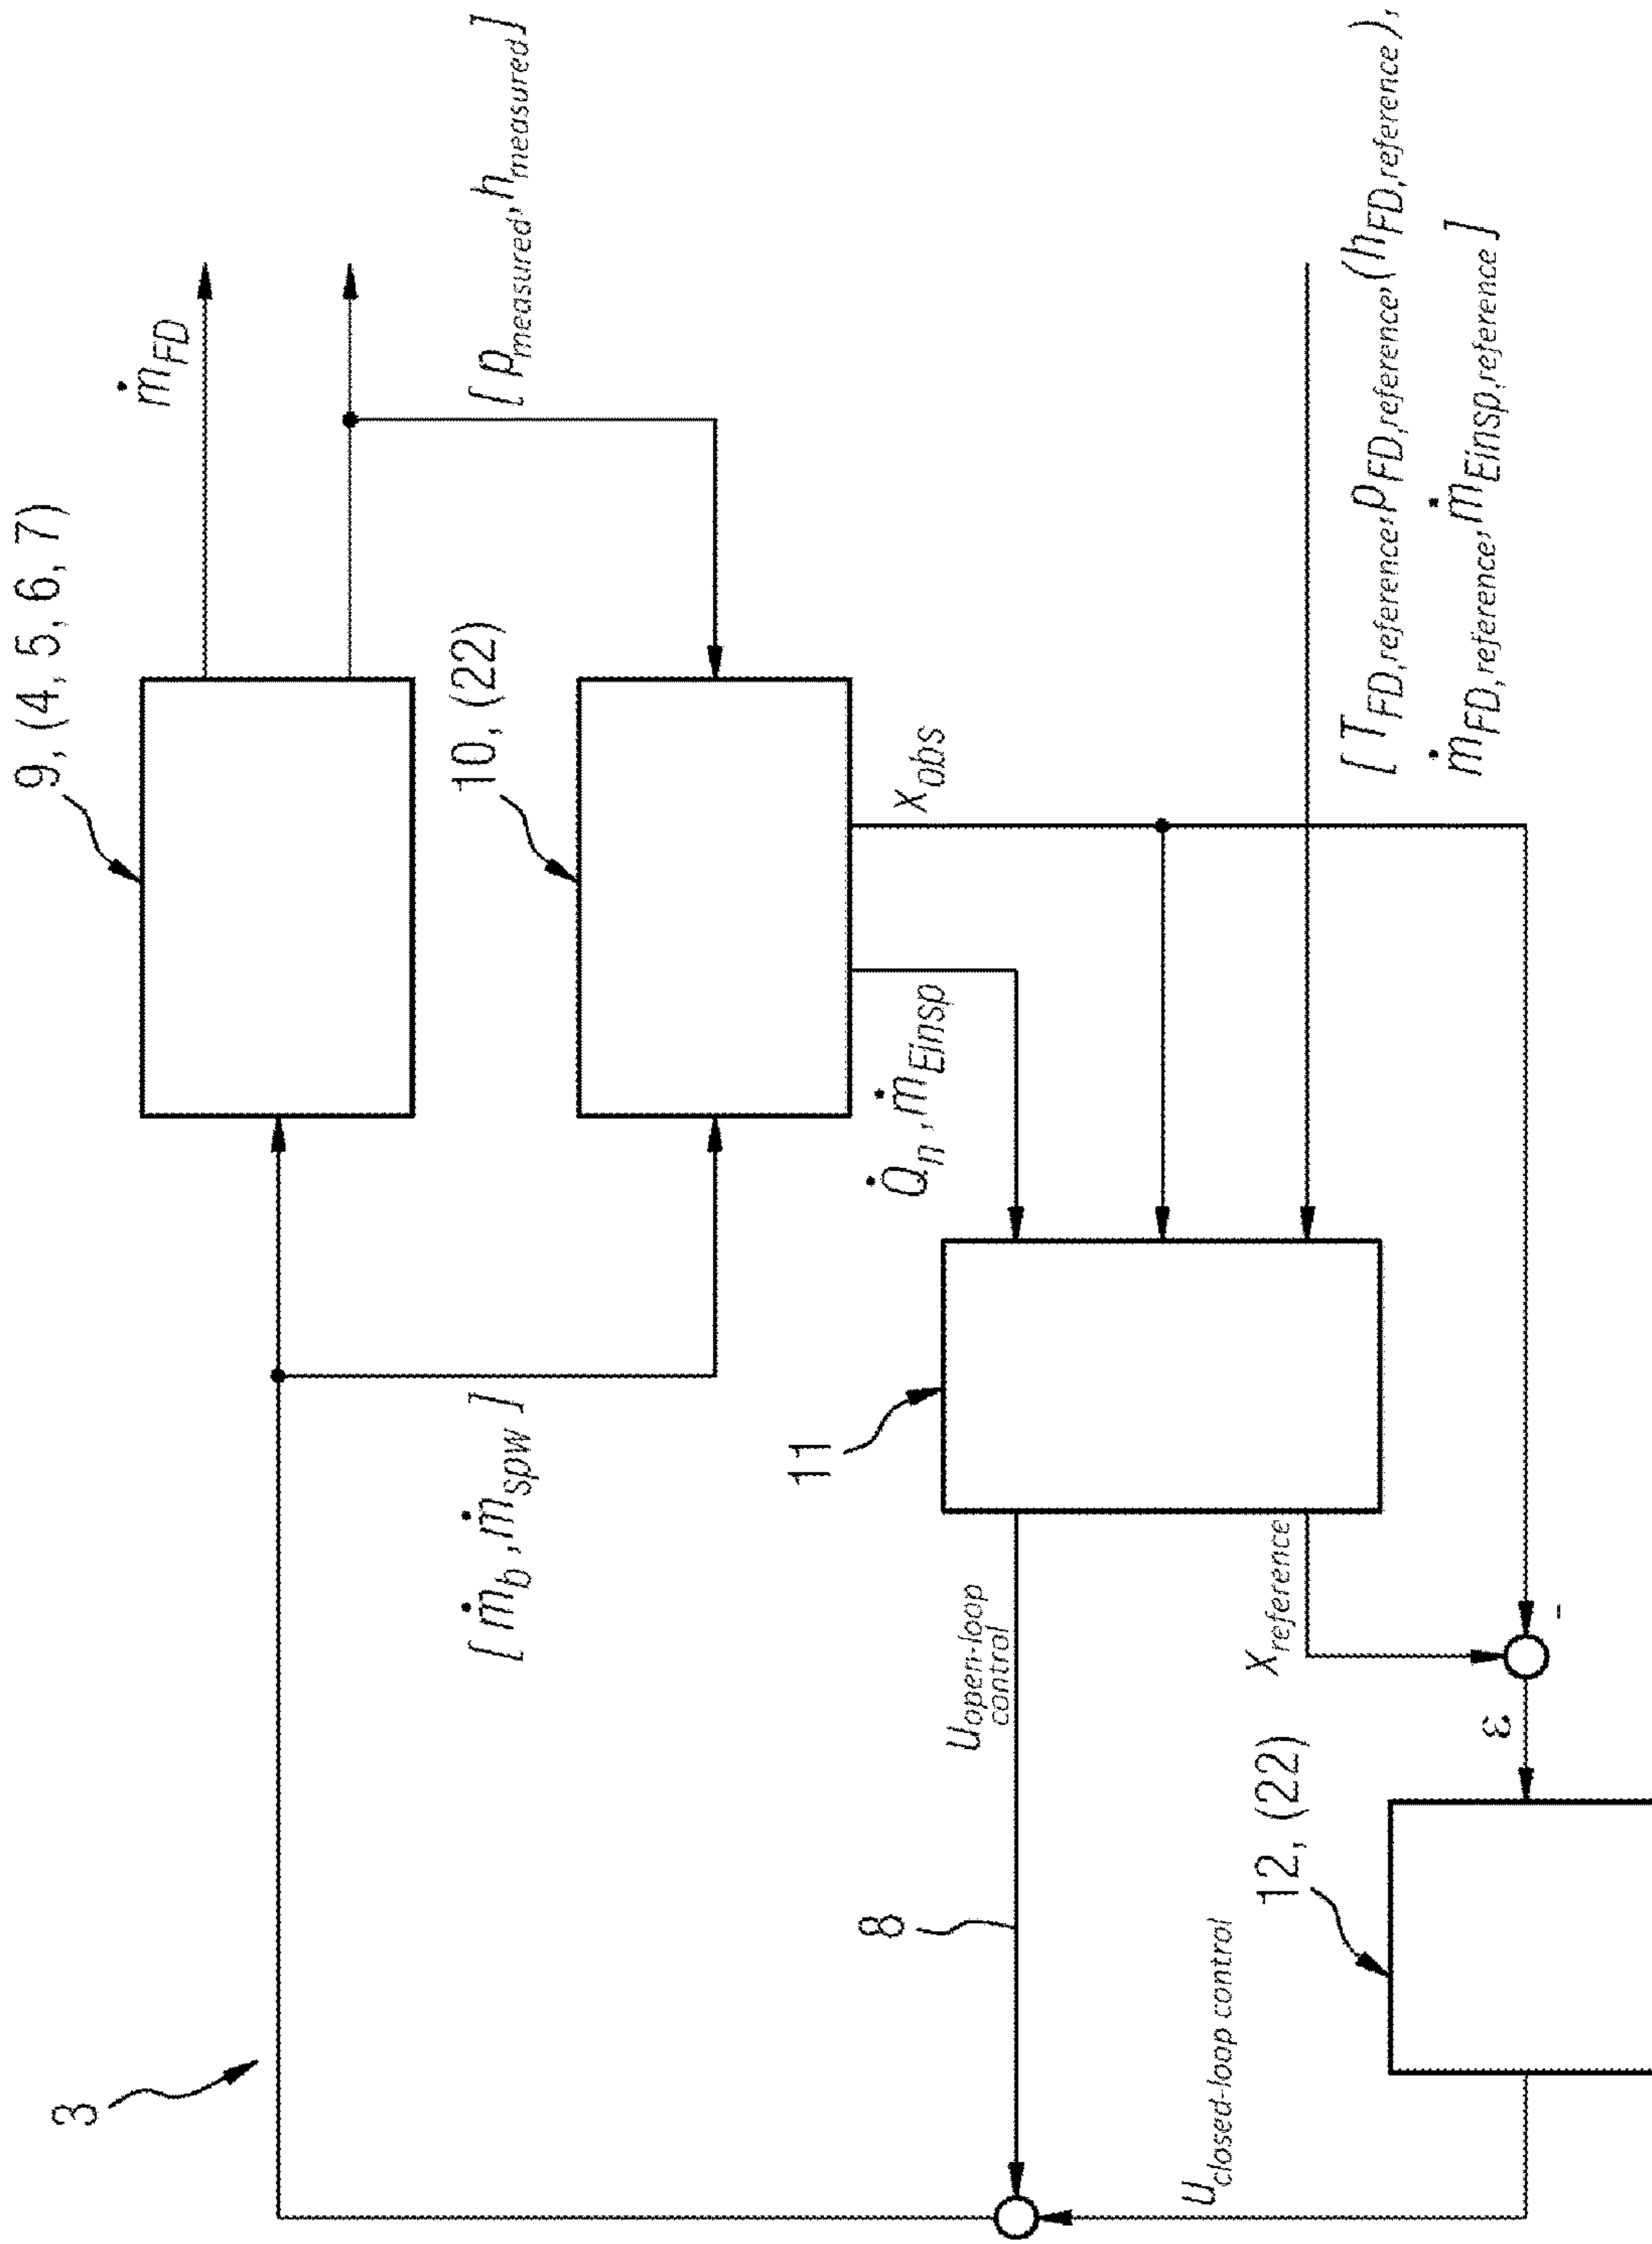 3
9, (4, 5, 6, 7)
ṁ_FD
[ p_measured, h_measured ]
[ ṁ_b , ṁ_spw ]
10, (22)
Q̇_n , ṁ_Einsp
x_obs
11
8
u_open-loop
control
x_reference
[ T_FD,reference, p_FD,reference, (h_FD,reference),
ṁ_FD,reference, ṁ_Einsp,reference ]
u_closed-loop control
12, (22)
ε
-